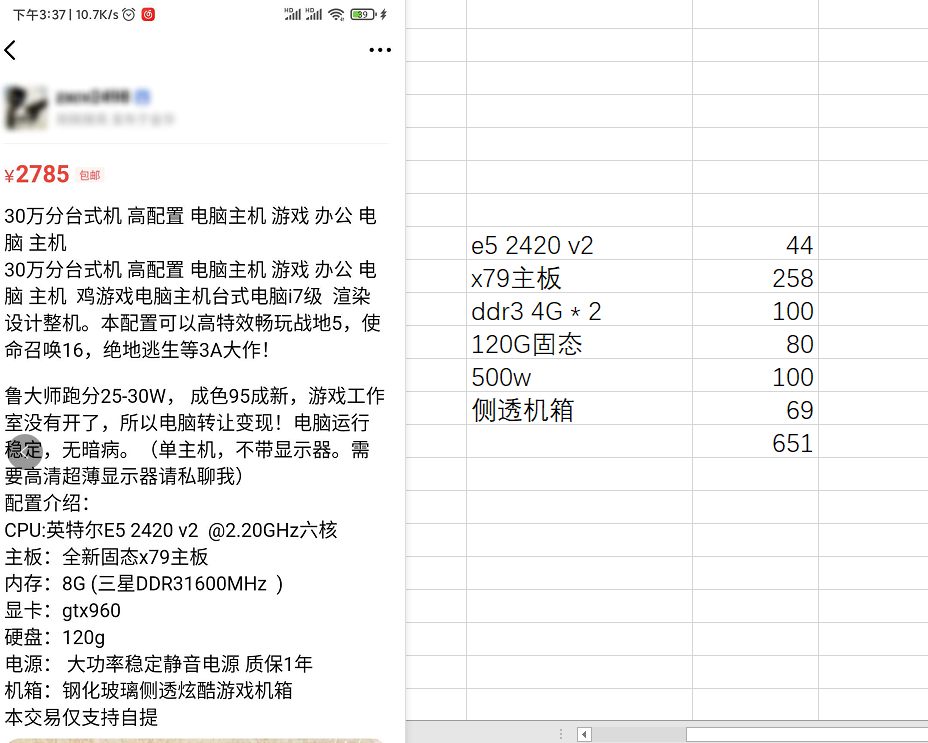 下午3:37 | 10.7K/s
HD HD 39
¥2785 包邮
30万分台式机 高配置 电脑主机 游戏 办公 电
脑 主机
30万分台式机 高配置 电脑主机 游戏 办公 电
脑 主机 鸡游戏电脑主机台式电脑i7级 渲染
设计整机。本配置可以高特效畅玩战地5，使
命召唤16，绝地逃生等3A大作！
鲁大师跑分25-30W， 成色95成新，游戏工作
室没有开了，所以电脑转让变现！电脑运行
稳定，无暗病。（单主机，不带显示器。需
要高清超薄显示器请私聊我）
配置介绍：
CPU:英特尔E5 2420 v2 @2.20GHz六核
主板：全新固态x79主板
内存：8G (三星DDR31600MHz )
显卡：gtx960
硬盘：120g
电源： 大功率稳定静音电源 质保1年
机箱：钢化玻璃侧透炫酷游戏机箱
本交易仅支持自提
e5 2420 v2 44
x79主板 258
ddr3 4G * 2 100
120G固态 80
500w 100
侧透机箱 69
651